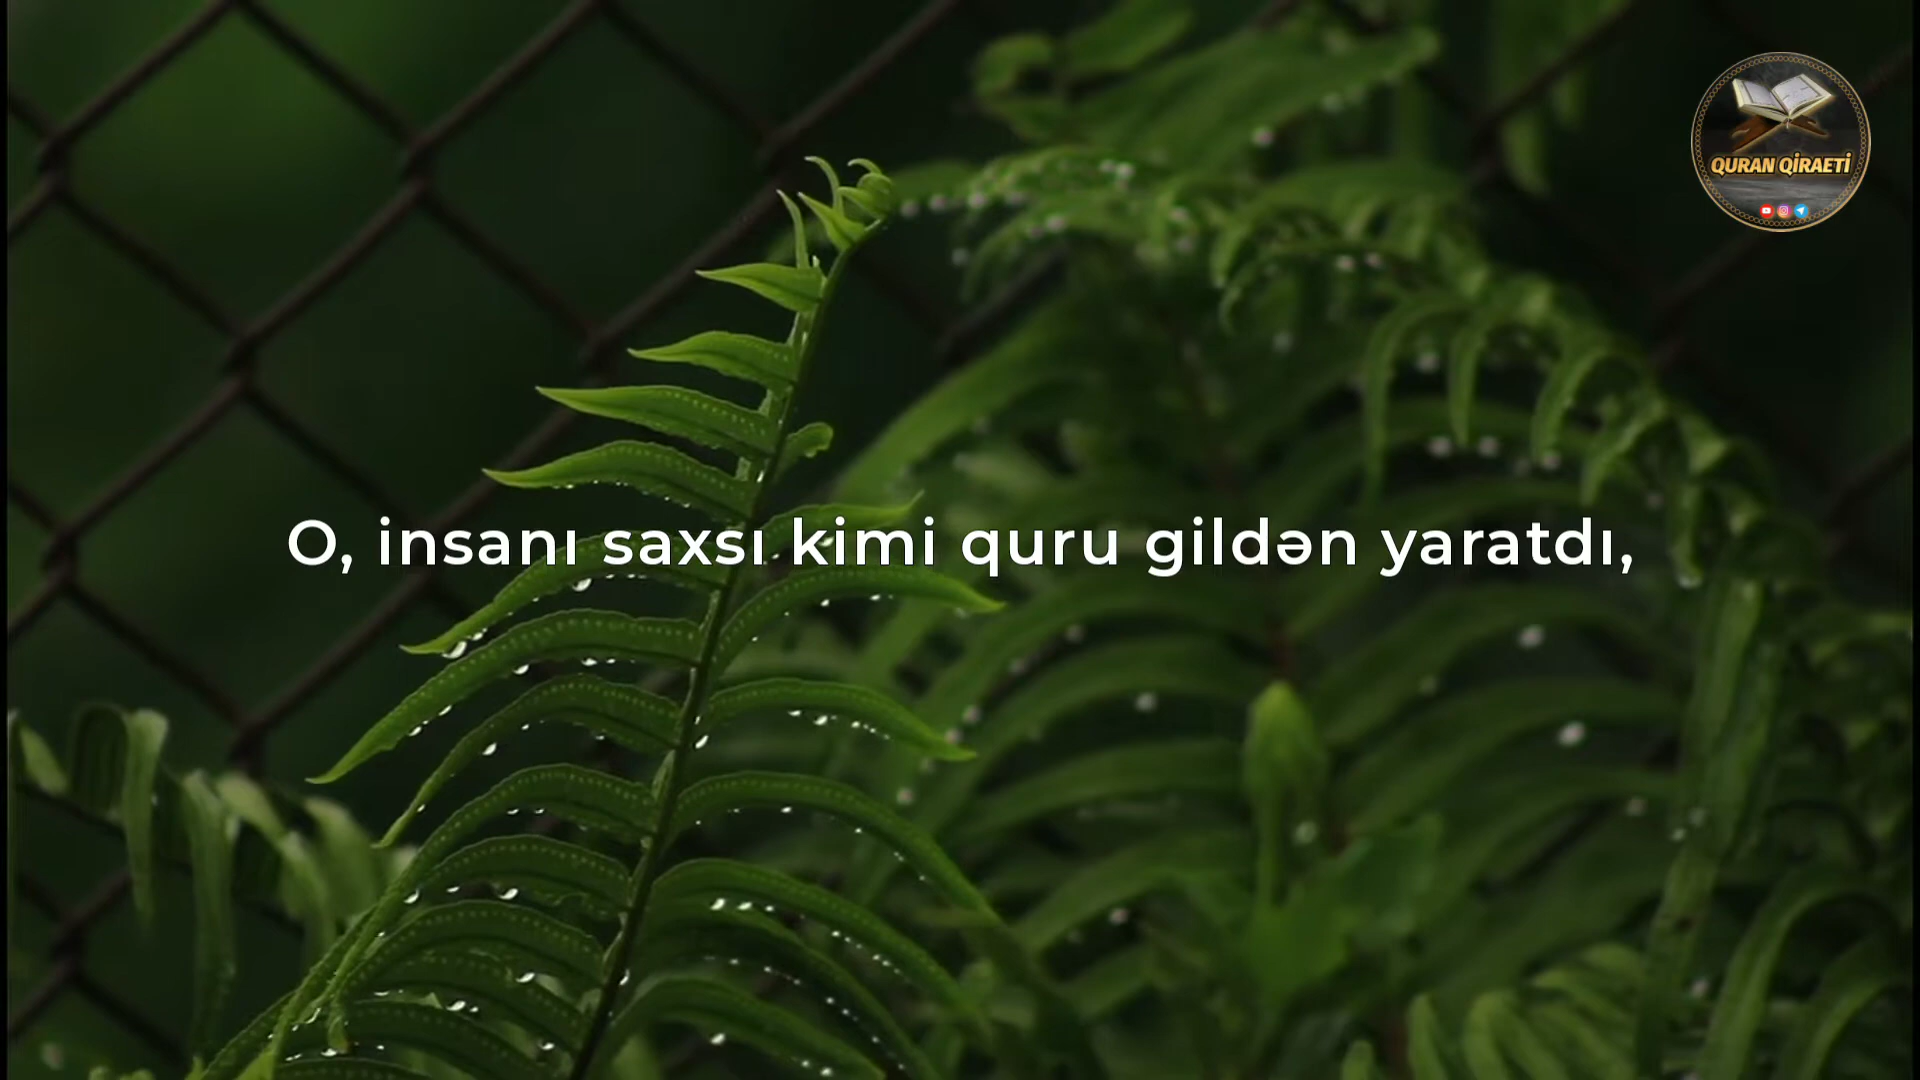 QURAN QİRAETİ
O, insanı saxsı kimi quru gildən yaratdı,